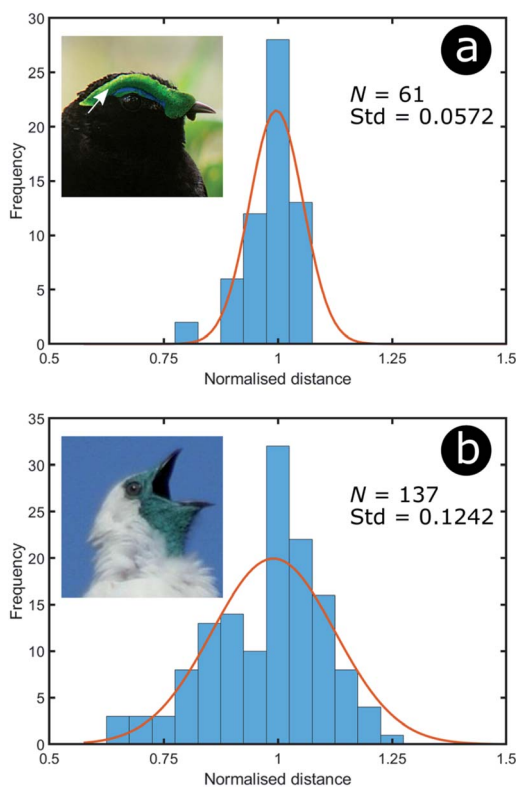 a
30
25
20
15
10
5
0
Frequency
N = 61
Std = 0.0572
0.5
0.75
1
1.25
1.5
Normalised distance
b
35
30
25
20
15
10
5
0
Frequency
N = 137
Std = 0.1242
0.5
0.75
1
1.25
1.5
Normalised distance